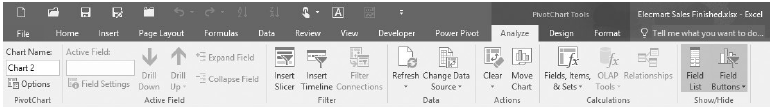 PivotChart Tools Elecmart Sales Finished.xlsx - Excel
File Home Insert Page Layout Formulas Data Review View Developer Power Pivot Analyze Design Format Tell me what you want to do...
Chart Name: Active Field: Expand Field
Chart 2
Options Field Settings Drill Down Drill Up Collapse Field Insert Slicer Insert Timeline Filter Connections Refresh Change Data Source Clear Move Chart Fields, Items, & Sets OLAP Tools Relationships Field List Field Buttons
PivotChart Active Field Filter Data Actions Calculations Show/Hide